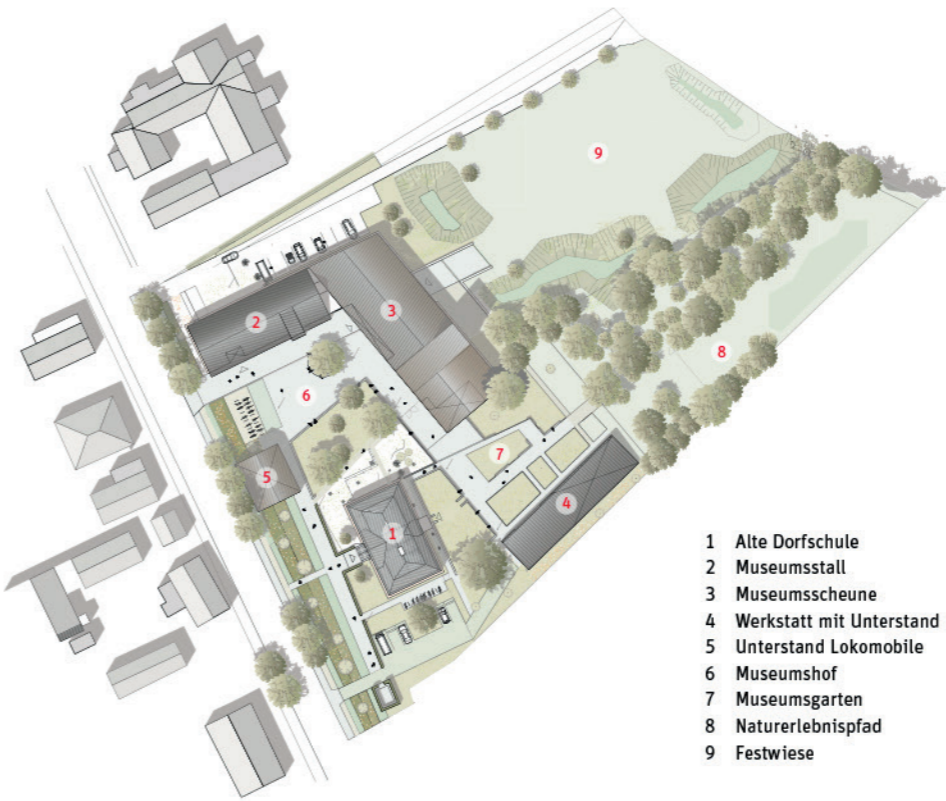 9
3
2
8
6
7
5
4
1
1 Alte Dorfschule
2 Museumsstall
3 Museumsscheune
4 Werkstatt mit Unterstand
5 Unterstand Lokomobile
6 Museumshof
7 Museumsgarten
8 Naturerlebnispfad
9 Festwiese